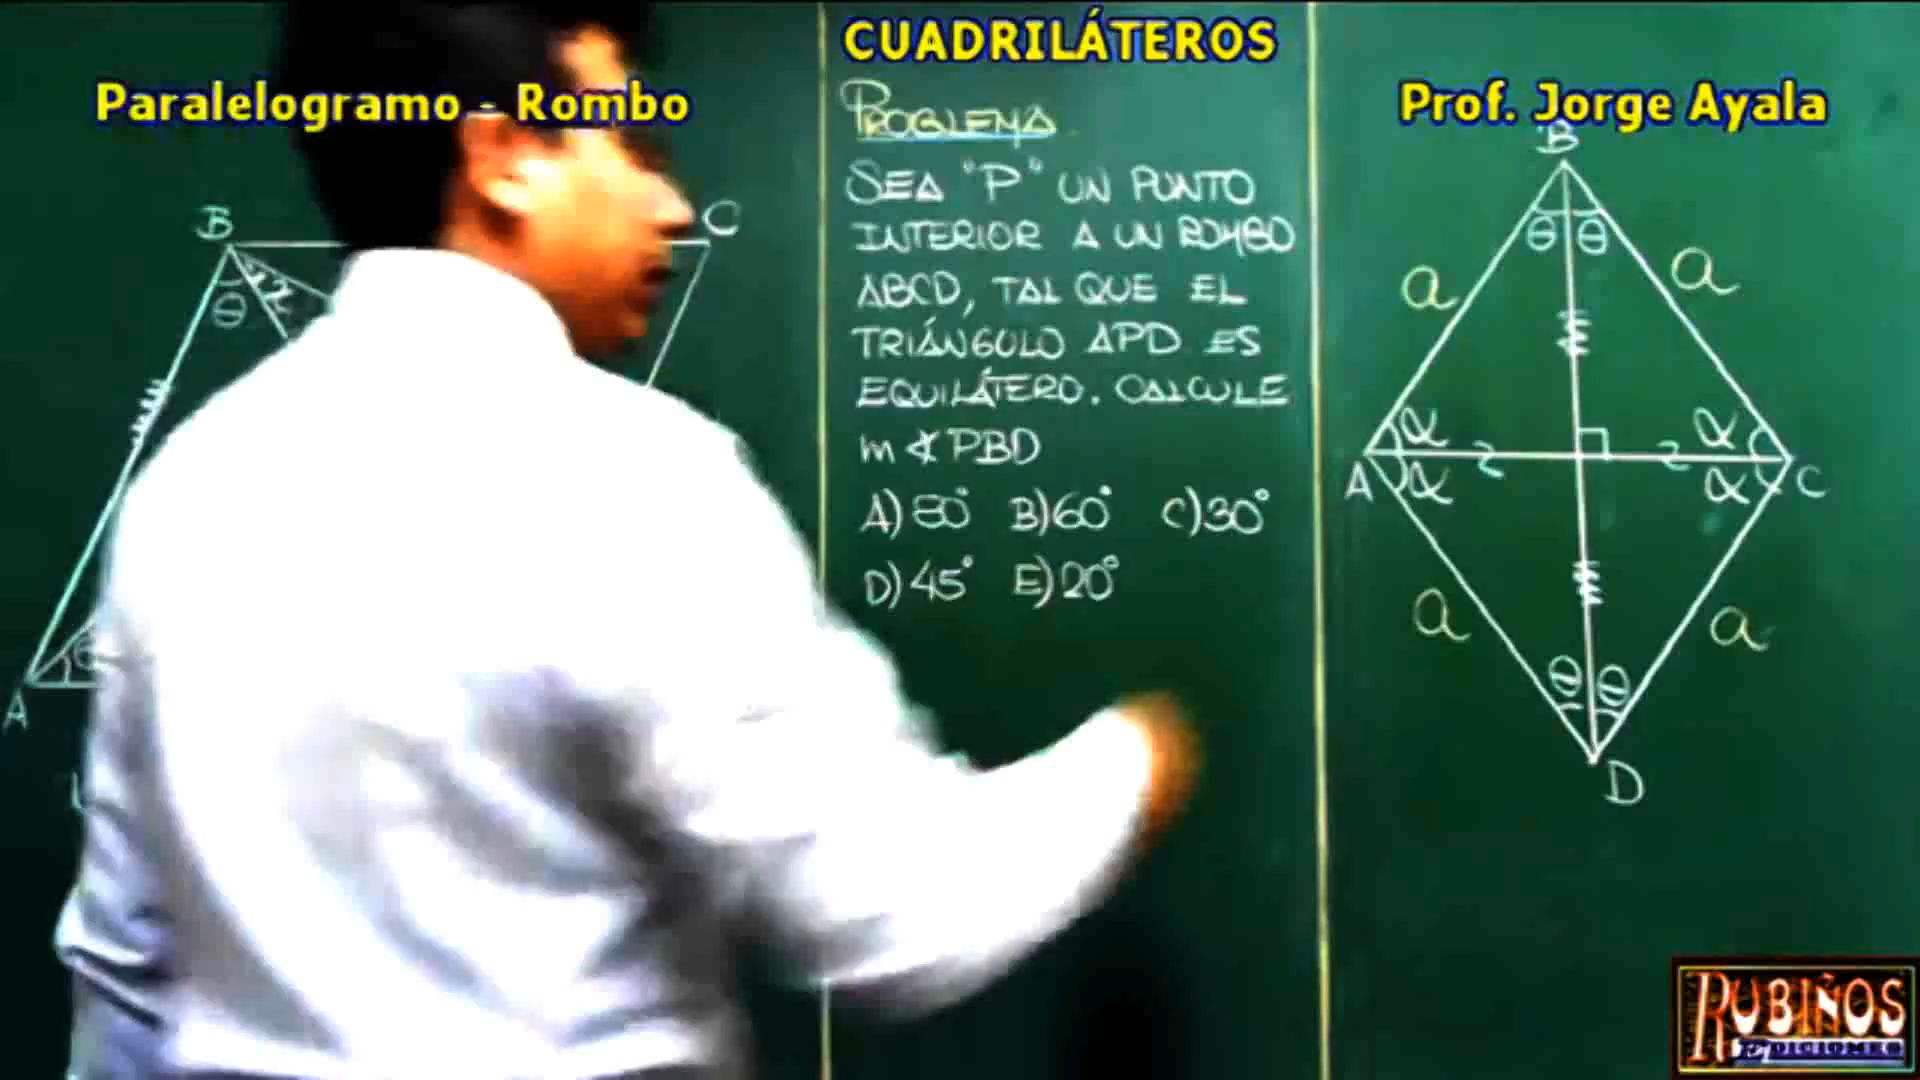 CUADRILÁTEROS
Paralelogramo - Rombo
Prof. Jorge Ayala
PROBLEMA
SEA "P" UN PUNTO
INTERIOR A UN ROMBO
ABCD, TAL QUE EL
TRIÁNGULO APD ES
EQUILÁTERO. CALCULE
m∢PBD
A) 80° B) 60° C) 30°
D) 45° E) 20°
B
C
θ
x
θ
A
B
θ θ
a
a
α
α
A
α
α
C
a
a
θ θ
D
RUBIÑOS
EDICIONES